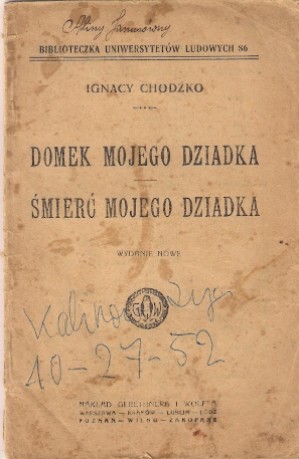 BIBLIOTECZKA UNIWERSYTETÓW LUDOWYCH 86
IGNACY CHODŹKO
DOMEK MOJEGO DZIADKA
ŚMIERĆ MOJEGO DZIADKA
WYDANIE NOWE
G W
10-27-52
NAKŁAD GEBETHNERA I WOLFFA
WARSZAWA — KRAKÓW — LUBLIN — ŁÓDŹ
POZNAŃ — WILNO — ZAKOPANE